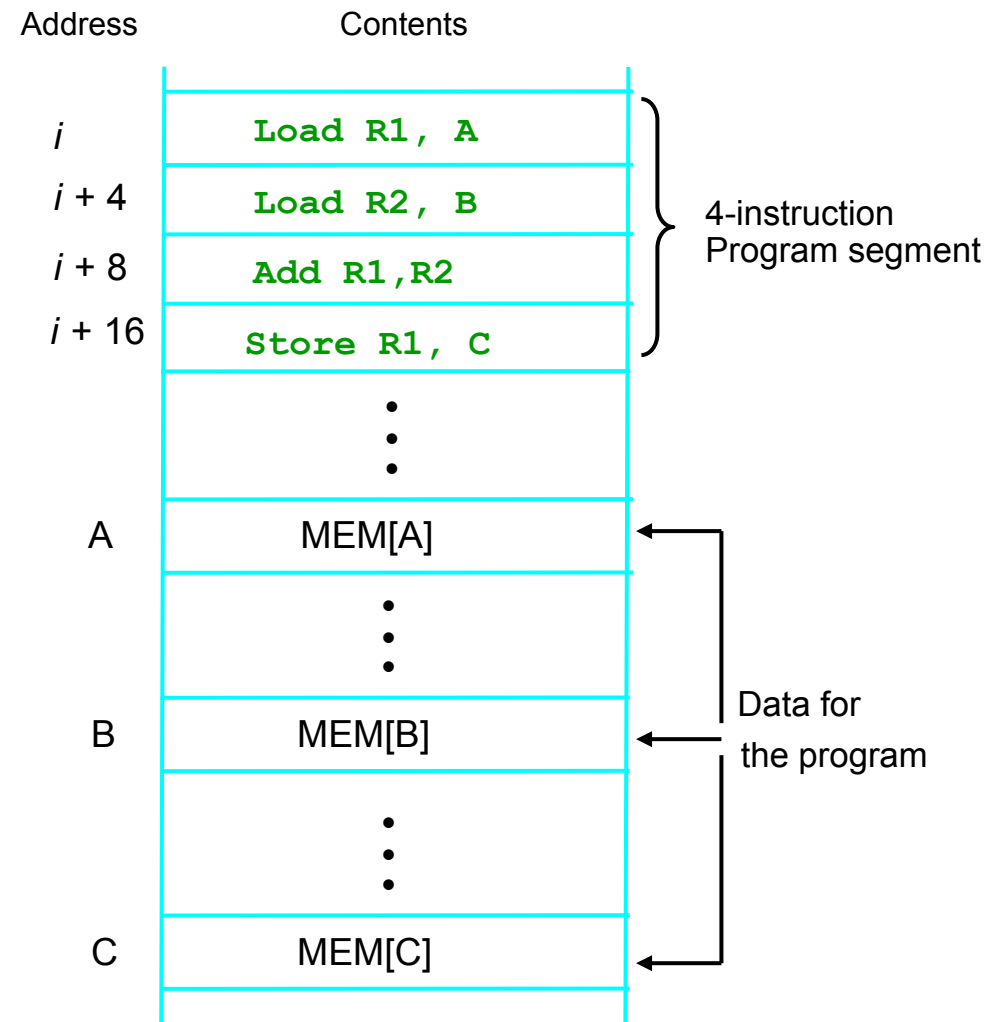 Address Contents
i Load R1, A
i + 4 Load R2, B
i + 8 Add R1,R2
i + 16 Store R1, C
4-instruction
Program segment
A MEM[A]
B MEM[B]
C MEM[C]
Data for
the program